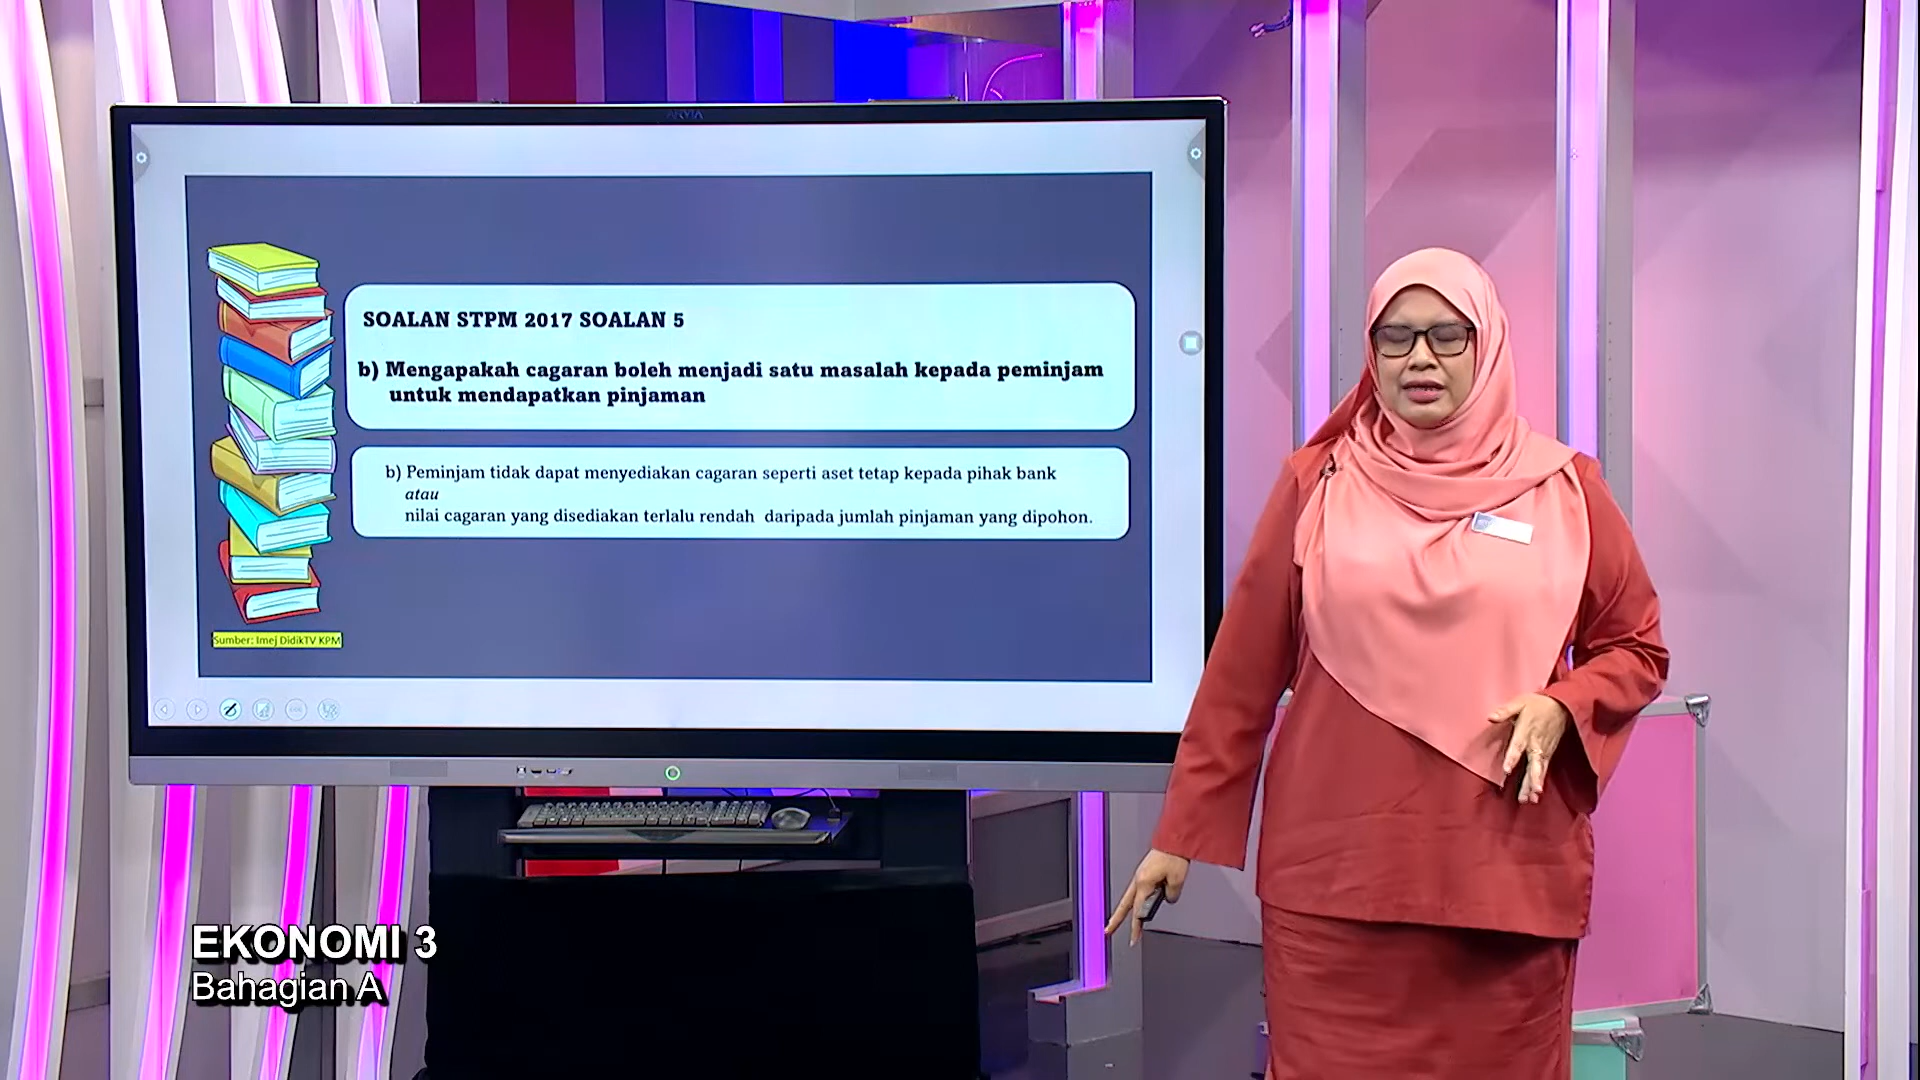 SOALAN STPM 2017 SOALAN 5
b) Mengapakah cagaran boleh menjadi satu masalah kepada peminjam
untuk mendapatkan pinjaman
b) Peminjam tidak dapat menyediakan cagaran seperti aset tetap kepada pihak bank
atau
nilai cagaran yang disediakan terlalu rendah daripada jumlah pinjaman yang dipohon.
Sumber: Imej DidikTV KPM
EKONOMI 3
Bahagian A